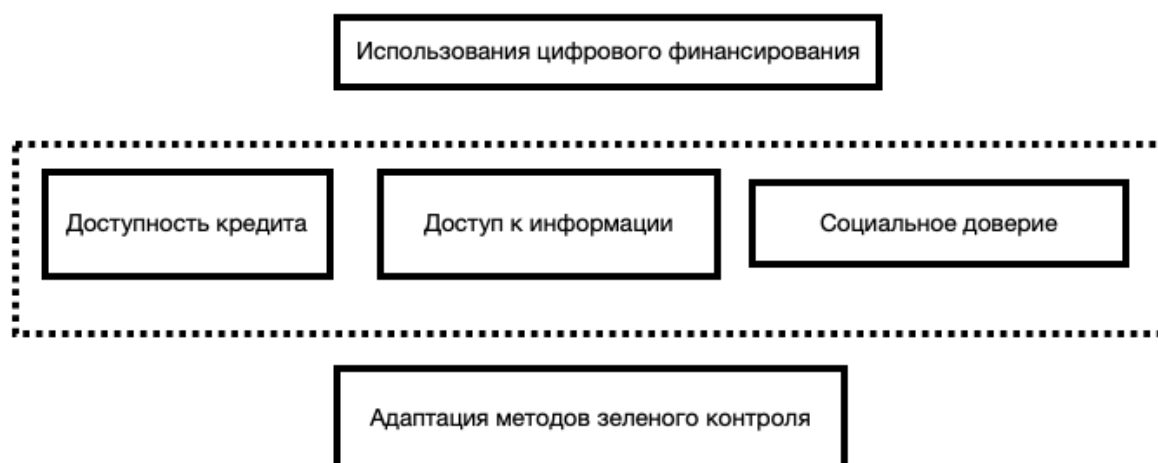 Использования цифрового финансирования
Доступность кредита
Доступ к информации
Социальное доверие
Адаптация методов зеленого контроля